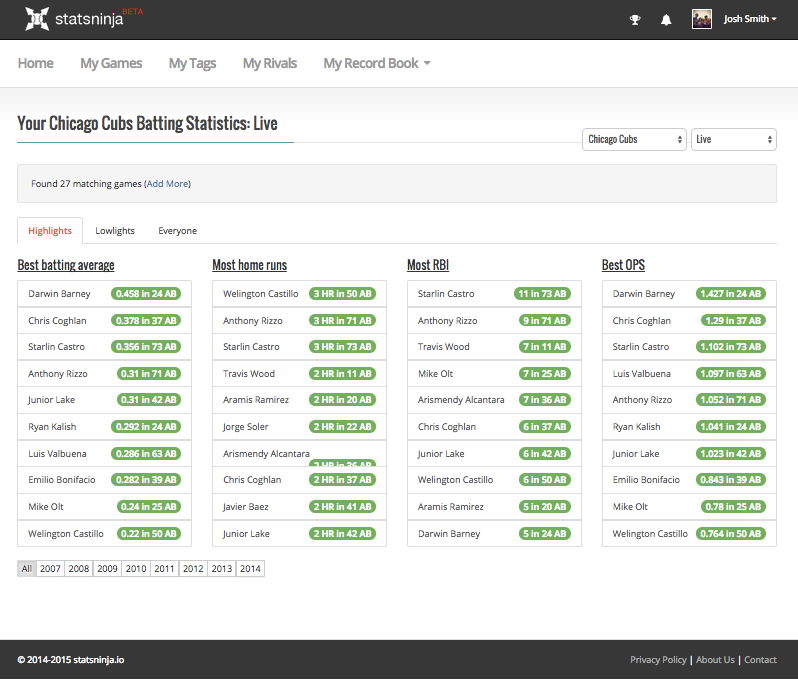 statsninja BETA
Josh Smith
Home My Games My Tags My Rivals My Record Book
Your Chicago Cubs Batting Statistics: Live
Chicago Cubs Live
Found 27 matching games (Add More)
Highlights Lowlights Everyone
Best batting average
Darwin Barney 0.458 in 24 AB
Chris Coghlan 0.378 in 37 AB
Starlin Castro 0.356 in 73 AB
Anthony Rizzo 0.31 in 71 AB
Junior Lake 0.31 in 42 AB
Ryan Kalish 0.292 in 24 AB
Luis Valbuena 0.286 in 63 AB
Emilio Bonifacio 0.282 in 39 AB
Mike Olt 0.24 in 25 AB
Welington Castillo 0.22 in 50 AB
Most home runs
Welington Castillo 3 HR in 50 AB
Anthony Rizzo 3 HR in 71 AB
Starlin Castro 3 HR in 73 AB
Travis Wood 2 HR in 11 AB
Aramis Ramirez 2 HR in 20 AB
Jorge Soler 2 HR in 22 AB
Arismendy Alcantara
2 HR in 36 AB
Chris Coghlan 2 HR in 37 AB
Javier Baez 2 HR in 41 AB
Junior Lake 2 HR in 42 AB
Most RBI
Starlin Castro 11 in 73 AB
Anthony Rizzo 9 in 71 AB
Travis Wood 7 in 11 AB
Mike Olt 7 in 25 AB
Arismendy Alcantara 7 in 36 AB
Chris Coghlan 6 in 37 AB
Junior Lake 6 in 42 AB
Welington Castillo 6 in 50 AB
Aramis Ramirez 5 in 20 AB
Darwin Barney 5 in 24 AB
Best OPS
Darwin Barney 1.427 in 24 AB
Chris Coghlan 1.29 in 37 AB
Starlin Castro 1.102 in 73 AB
Luis Valbuena 1.097 in 63 AB
Anthony Rizzo 1.052 in 71 AB
Ryan Kalish 1.041 in 24 AB
Junior Lake 1.023 in 42 AB
Emilio Bonifacio 0.843 in 39 AB
Mike Olt 0.78 in 25 AB
Welington Castillo 0.764 in 50 AB
All 2007 2008 2009 2010 2011 2012 2013 2014
© 2014-2015 statsninja.io
Privacy Policy | About Us | Contact